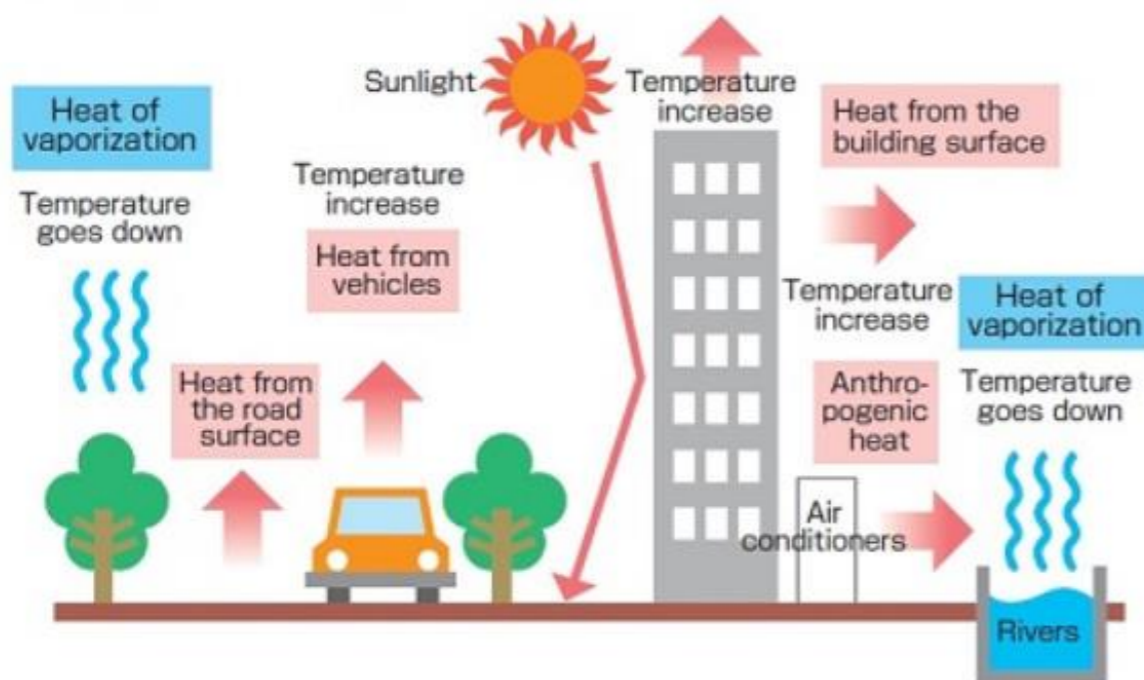 Sunlight
Temperature
increase
Heat of
vaporization
Temperature
goes down
Temperature
increase
Heat from
vehicles
Heat from
the road
surface
Heat from the
building surface
Temperature
increase
Heat of
vaporization
Anthro-
pogenic
heat
Temperature
goes down
Air
conditioners
Rivers